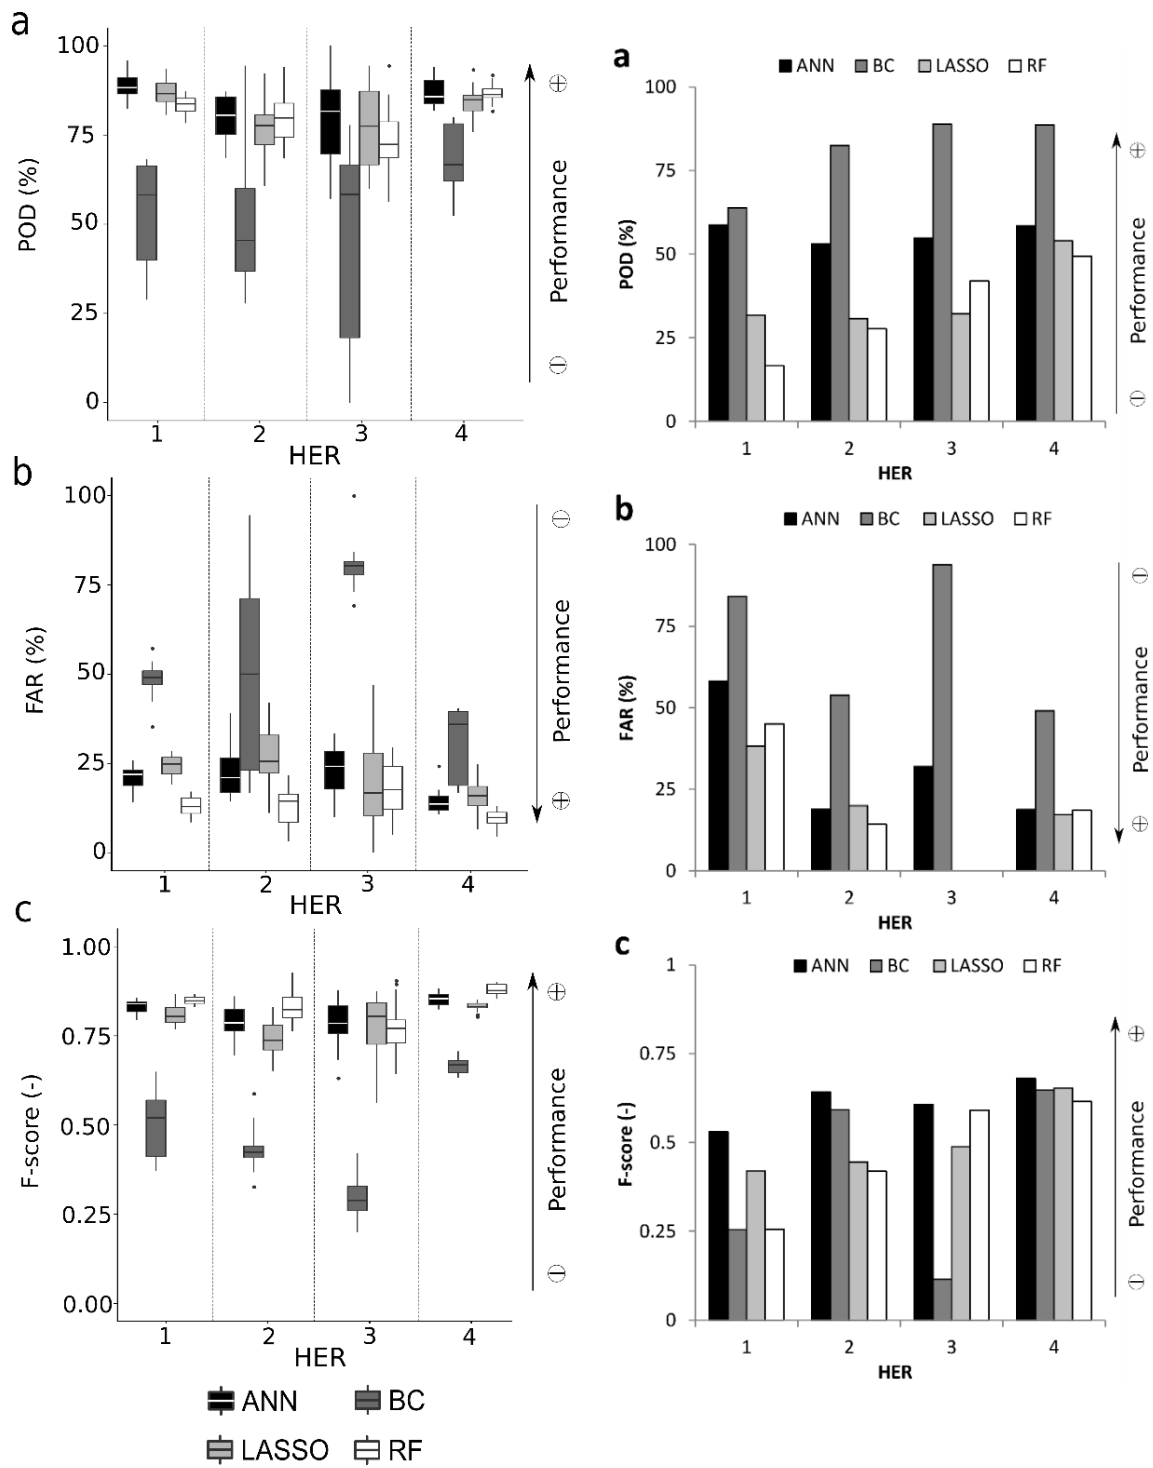 a
100
75
50
25
0
POD (%)
1 2 3 4
HER
⊕
Performance
⊖
b
100
75
50
25
0
FAR (%)
1 2 3 4
HER
⊖
Performance
⊕
c
1.00
0.75
0.50
0.25
0.00
F-score (-)
1 2 3 4
HER
⊕
Performance
⊖
ANN BC
LASSO RF
a
ANN BC LASSO RF
100
75
50
25
0
POD (%)
1 2 3 4
HER
⊕
Performance
⊖
b
ANN BC LASSO RF
100
75
50
25
0
FAR (%)
1 2 3 4
HER
⊖
Performance
⊕
c
ANN BC LASSO RF
1
0.75
0.5
0.25
0
F-score (-)
1 2 3 4
HER
⊕
Performance
⊖